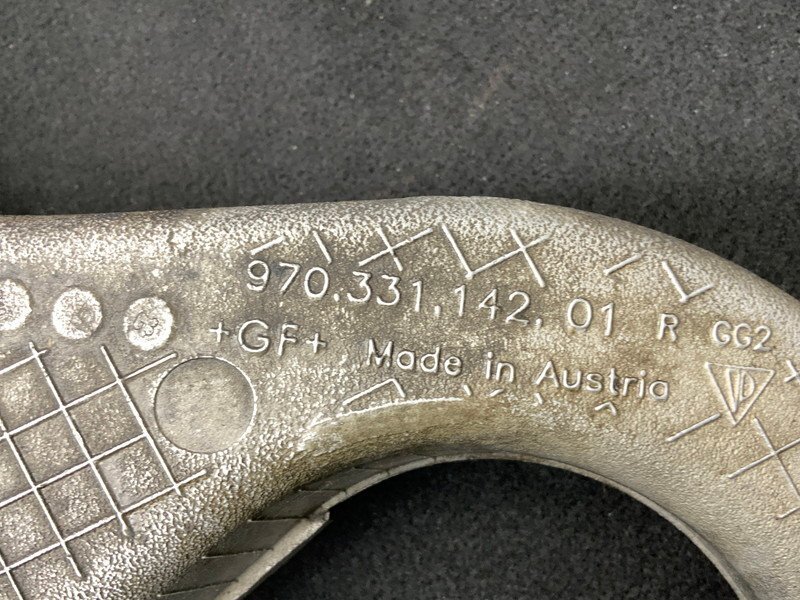 970.331.142.01 R GG2
+GF+ Made in Austria